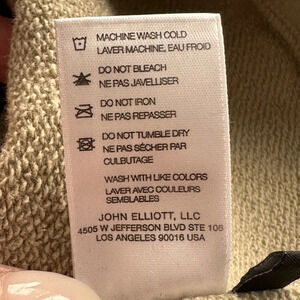 MACHINE WASH COLD
LAVER MACHINE, EAU FROID
DO NOT BLEACH
NE PAS JAVELLISER
DO NOT IRON
NE PAS REPASSER
DO NOT TUMBLE DRY
NE PAS SÉCHER PAR
CULBUTAGE
WASH WITH LIKE COLORS
LAVER AVEC COULEURS
SEMBLABLES
JOHN ELLIOTT, LLC
4505 W JEFFERSON BLVD STE 106
LOS ANGELES 90016 USA